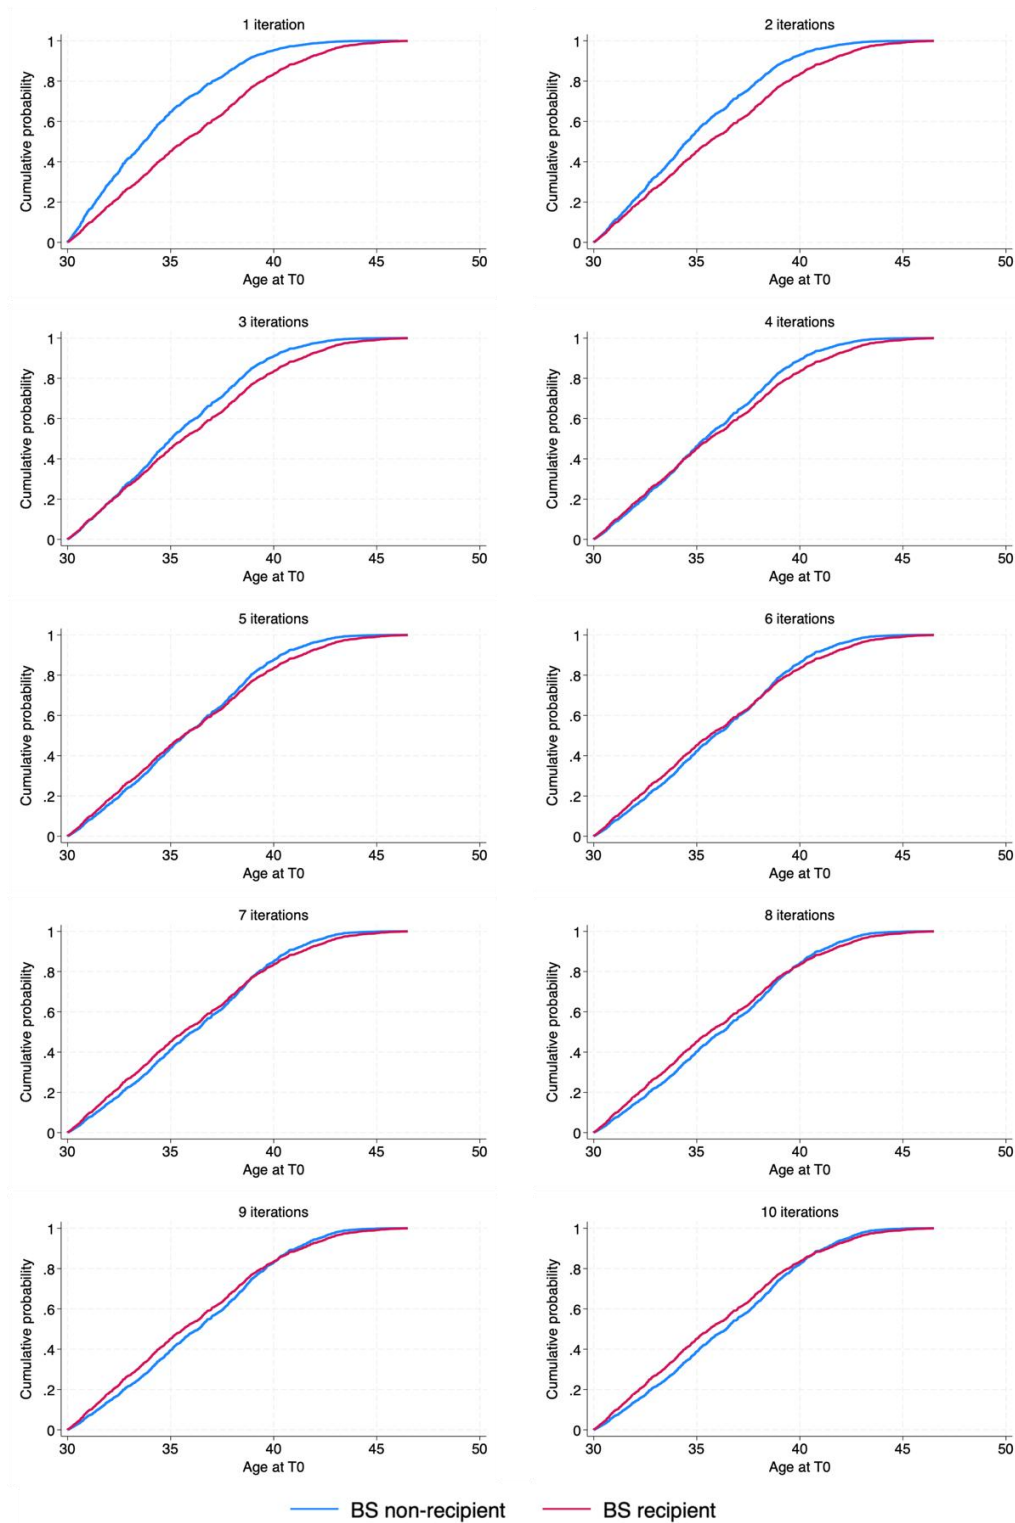 1 iteration
Cumulative probability
1
.8
.6
.4
.2
0
30 35 40 45 50
Age at T0
2 iterations
Cumulative probability
1
.8
.6
.4
.2
0
30 35 40 45 50
Age at T0
3 iterations
Cumulative probability
1
.8
.6
.4
.2
0
30 35 40 45 50
Age at T0
4 iterations
Cumulative probability
1
.8
.6
.4
.2
0
30 35 40 45 50
Age at T0
5 iterations
Cumulative probability
1
.8
.6
.4
.2
0
30 35 40 45 50
Age at T0
6 iterations
Cumulative probability
1
.8
.6
.4
.2
0
30 35 40 45 50
Age at T0
7 iterations
Cumulative probability
1
.8
.6
.4
.2
0
30 35 40 45 50
Age at T0
8 iterations
Cumulative probability
1
.8
.6
.4
.2
0
30 35 40 45 50
Age at T0
9 iterations
Cumulative probability
1
.8
.6
.4
.2
0
30 35 40 45 50
Age at T0
10 iterations
Cumulative probability
1
.8
.6
.4
.2
0
30 35 40 45 50
Age at T0
BS non-recipient BS recipient